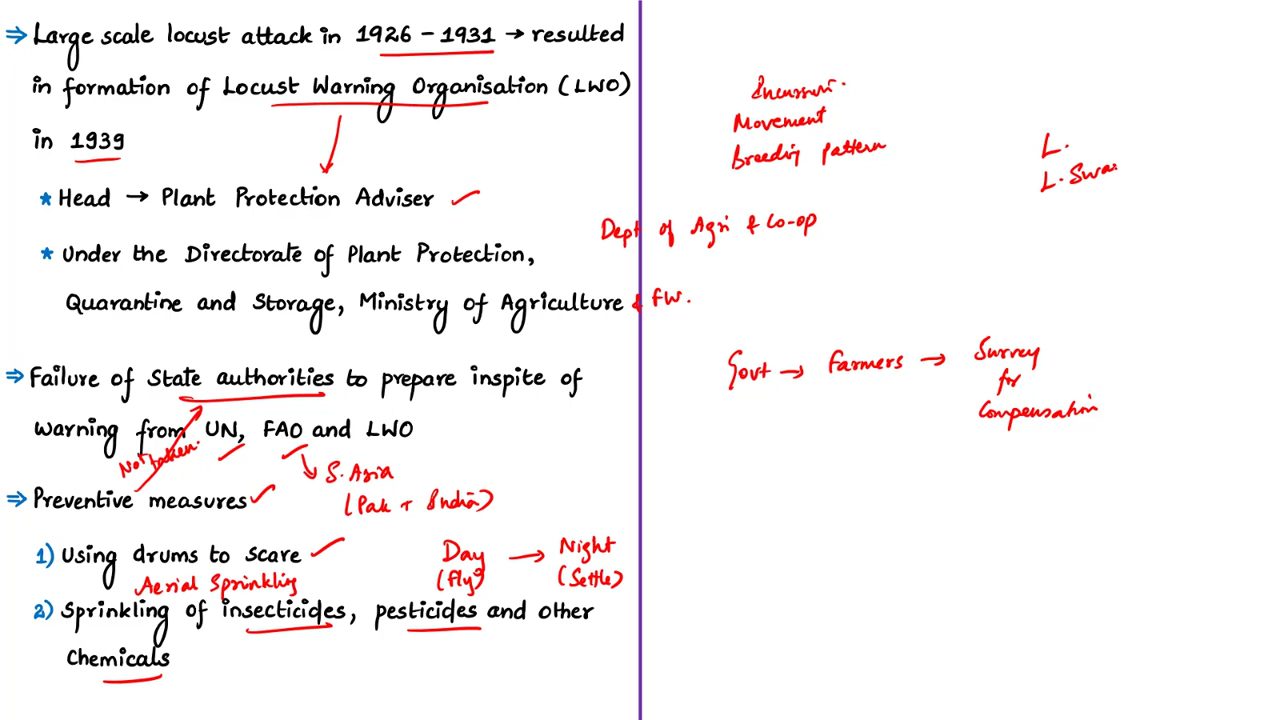 ⇒ Large scale locust attack in 1926 - 1931 → resulted
in formation of Locust Warning Organisation (LWO)
in 1939
* Head → Plant Protection Adviser ✓
* Under the Directorate of Plant Protection,
Quarantine and Storage, Ministry of Agriculture & FW.
⇒ Failure of State authorities to prepare inspite of
warning from UN, FAO and LWO
Not taken.
S. Asia
(Pak + India)
⇒ Preventive measures ✓
1) Using drums to scare ✓
Aerial Sprinkling
Day → Night
(fly) (Settle)
2) Sprinkling of insecticides, pesticides and other
Chemicals
Movement
Breeding pattern
L.
L. Swa
Dept of Agri & Co-op
Govt → Farmers → Survey
for
Compensation